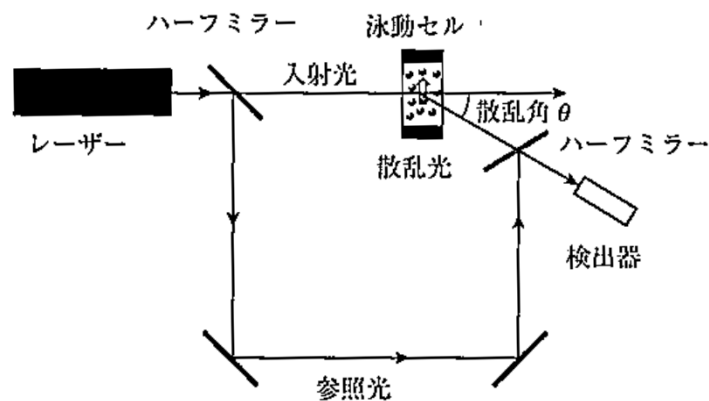 ハーフミラー
泳動セル
入射光
散乱角 θ
レーザー
散乱光
ハーフミラー
検出器
参照光